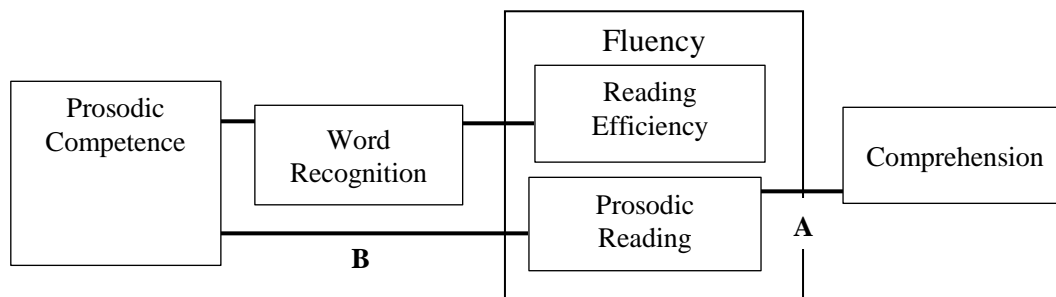 Fluency
Prosodic
Competence
Word
Recognition
Reading
Efficiency
Comprehension
Prosodic
Reading
A
B